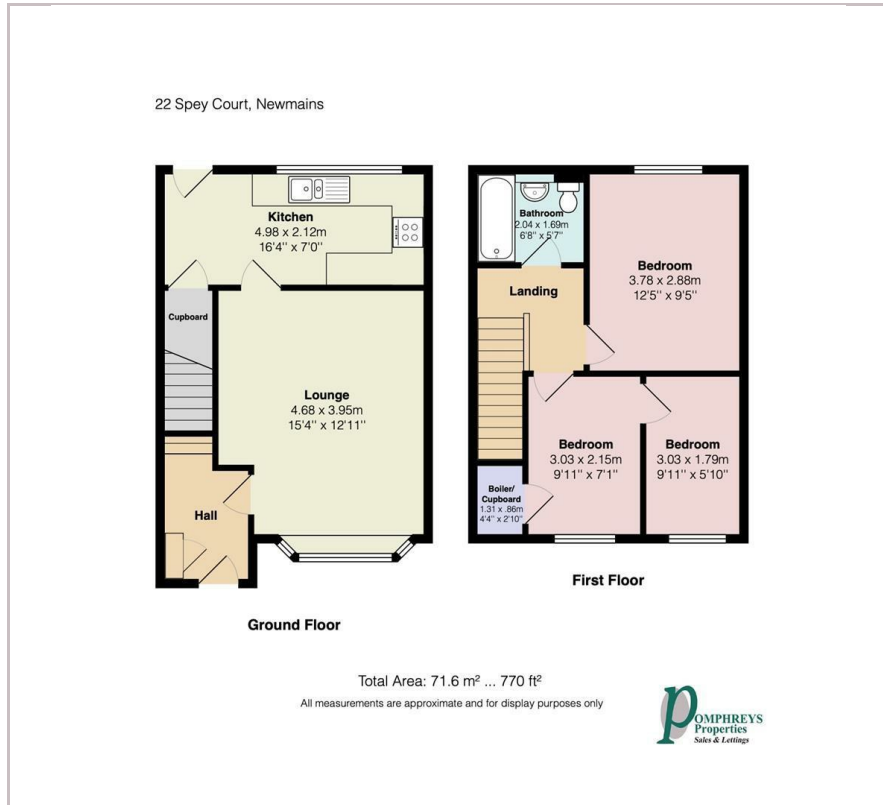 22 Spey Court, Newmains
Kitchen
4.98 x 2.12m
16'4'' x 7'0''
Cupboard
Lounge
4.68 x 3.95m
15'4'' x 12'11''
Hall
Ground Floor
Bathroom
2.04 x 1.69m
6'8'' x 5'7''
Bedroom
3.78 x 2.88m
12'5'' x 9'5''
Landing
Bedroom
3.03 x 2.15m
9'11'' x 7'1''
Bedroom
3.03 x 1.79m
9'11'' x 5'10''
Boiler/
Cupboard
1.31 x .86m
4'4'' x 2'10''
First Floor
Total Area: 71.6 m² ... 770 ft²
All measurements are approximate and for display purposes only
POMPHREYS
Properties
Sales & Lettings